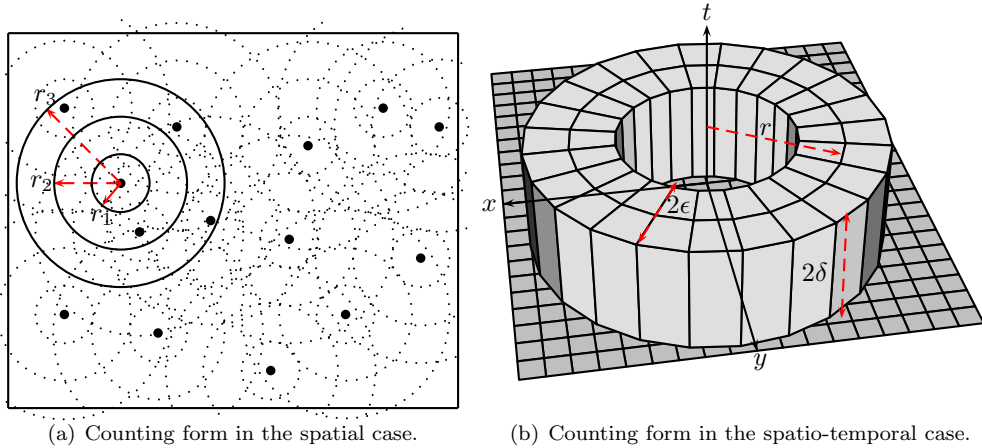 r3
r2
r1
(a) Counting form in the spatial case.
t
r
x
2ϵ
2δ
y
(b) Counting form in the spatio-temporal case.